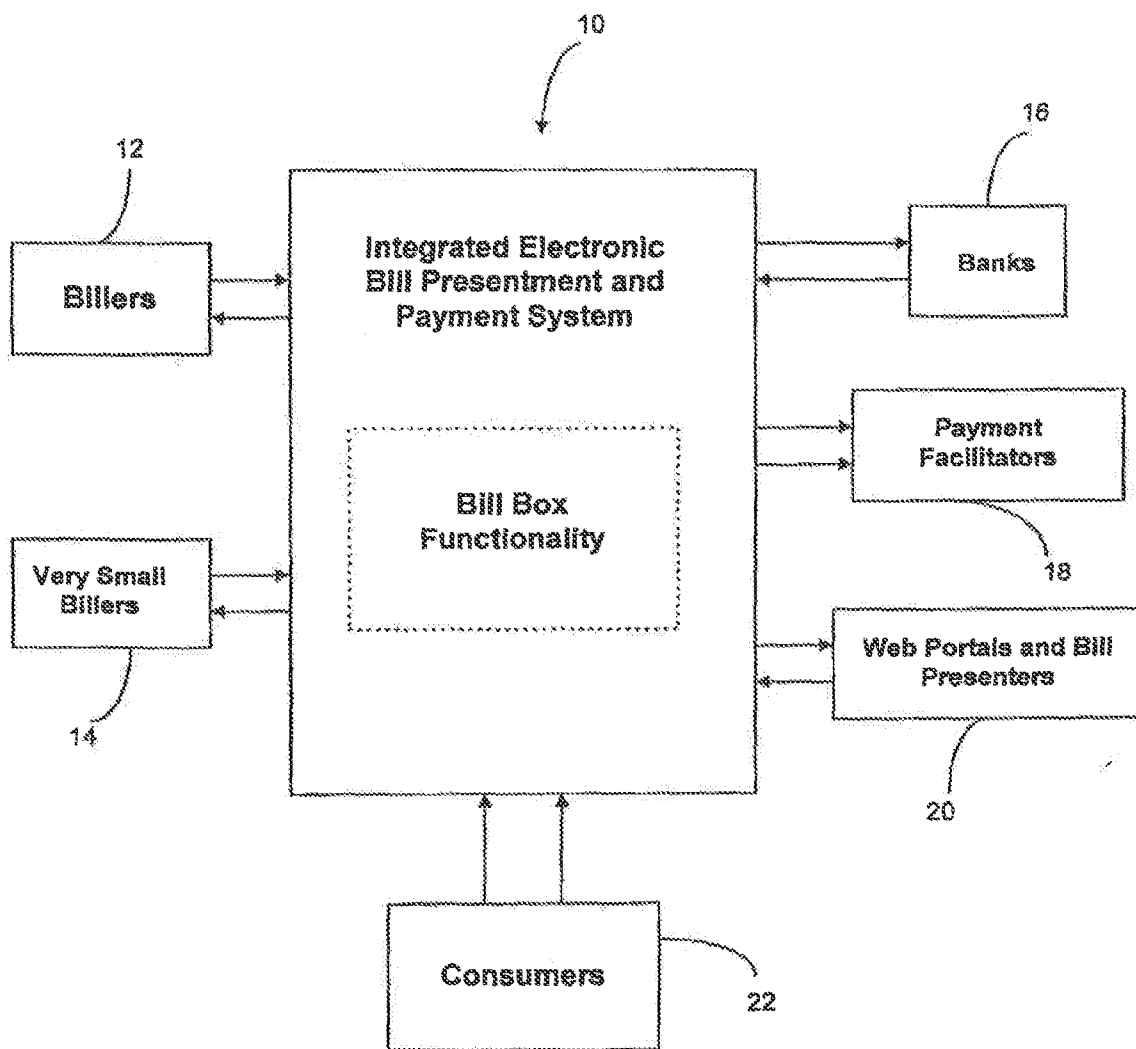 10
12
16
Billers
Integrated Electronic
Bill Presentment and
Payment System
Banks
Payment
Facilitators
18
Bill Box
Functionality
Very Small
Billers
14
Web Portals and Bill
Presenters
20
Consumers
22